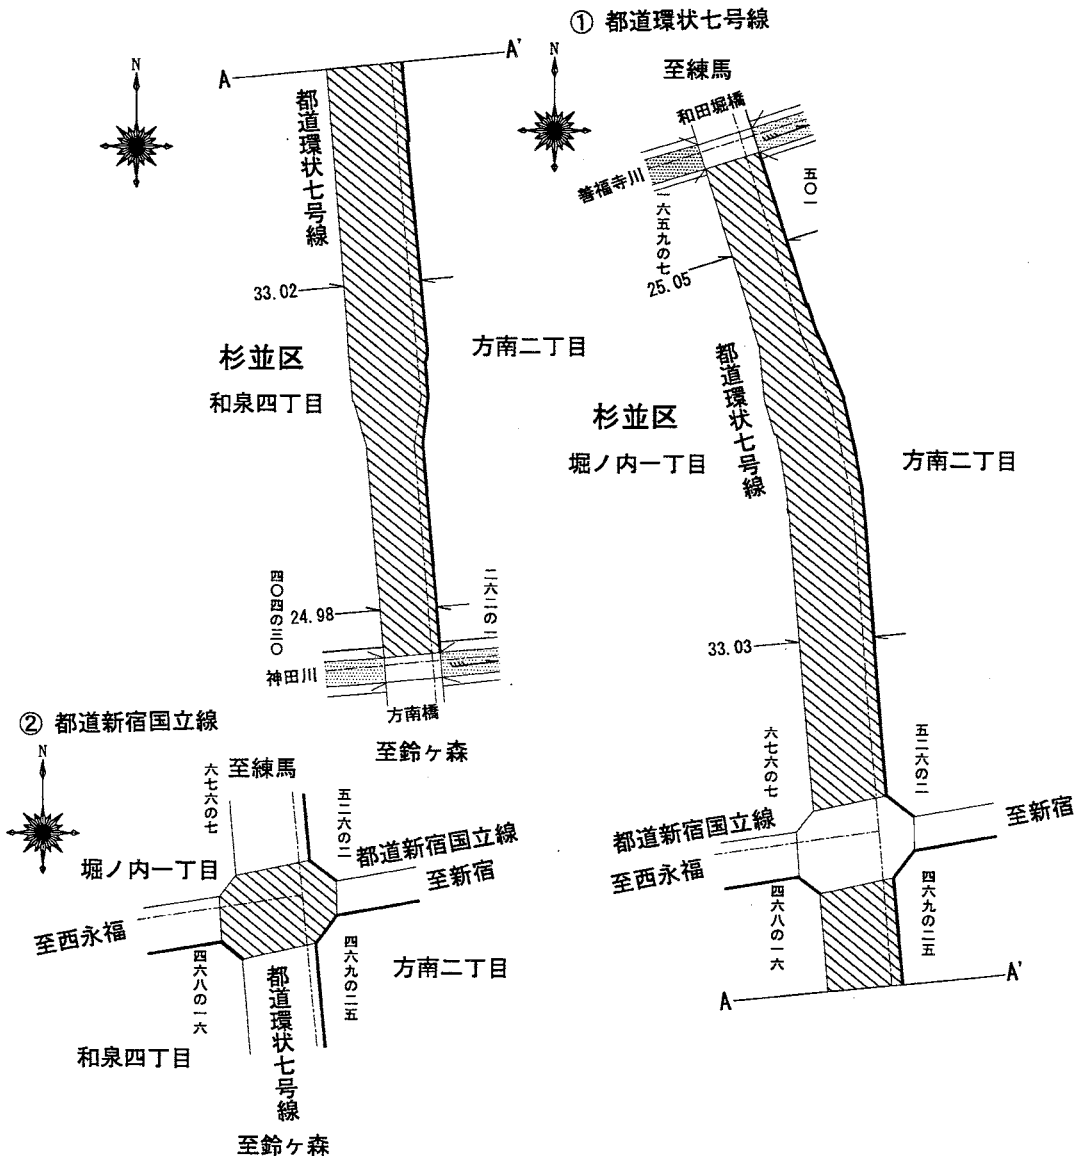 ① 都道環状七号線
N
至練馬
和田堀橋
善福寺川
一六五九の七
五〇一
25.05
都道環状七号線
杉並区
堀ノ内一丁目
方南二丁目
33.03
六七六の七
五二六の二
都道新宿国立線
至新宿
至西永福
四六八の一六
四六九の二五
A
A'
N
A
A'
都道環状七号線
33.02
杉並区
方南二丁目
和泉四丁目
四〇四の三〇
24.98
二六二の一
神田川
方南橋
至鈴ヶ森
② 都道新宿国立線
N
至練馬
六七六の七
五二六の二
堀ノ内一丁目
都道新宿国立線
至新宿
至西永福
四六八の一六
四六九の二五
方南二丁目
和泉四丁目
都道環状七号線
至鈴ヶ森